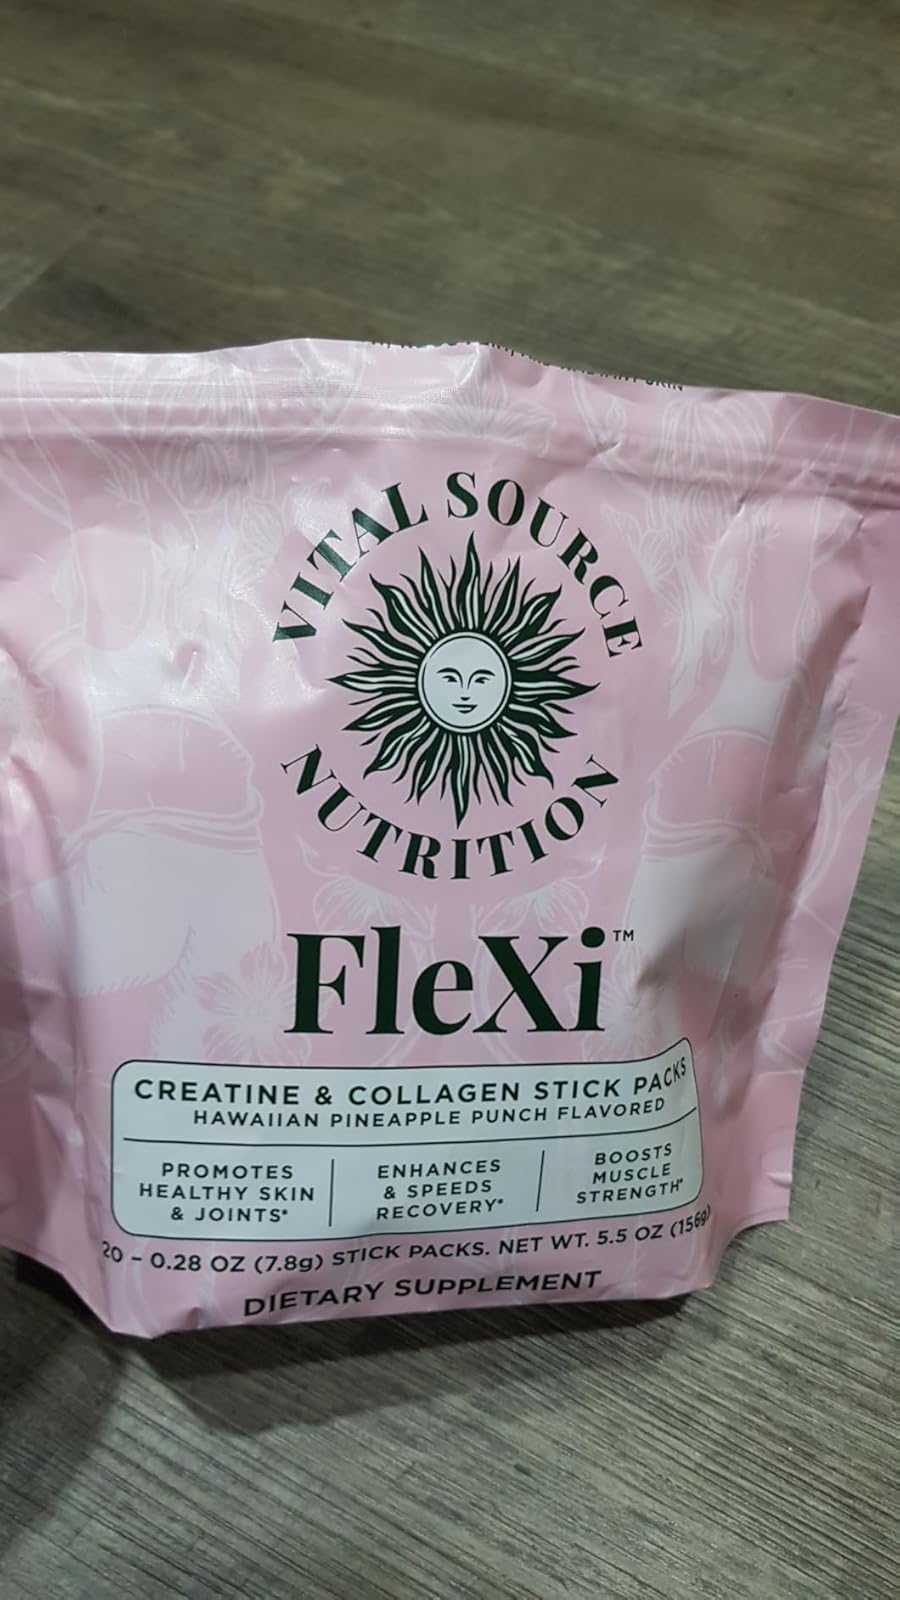 VITAL SOURCE
NUTRITION
FleXi™
CREATINE & COLLAGEN STICK PACKS
HAWAIIAN PINEAPPLE PUNCH FLAVORED
PROMOTES
HEALTHY SKIN
& JOINTS*
ENHANCES
& SPEEDS
RECOVERY*
BOOSTS
MUSCLE
STRENGTH*
20 – 0.28 OZ (7.8g) STICK PACKS. NET WT. 5.5 OZ (156g)
DIETARY SUPPLEMENT